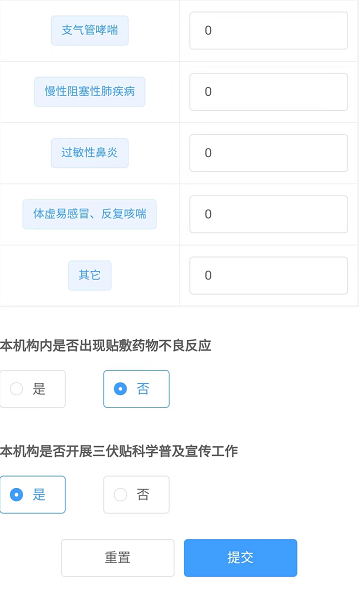 支气管哮喘 0
慢性阻塞性肺疾病 0
过敏性鼻炎 0
体虚易感冒、反复咳喘 0
其它 0
本机构内是否出现贴敷药物不良反应
是 否
本机构是否开展三伏贴科学普及宣传工作
是 否
重置 提交